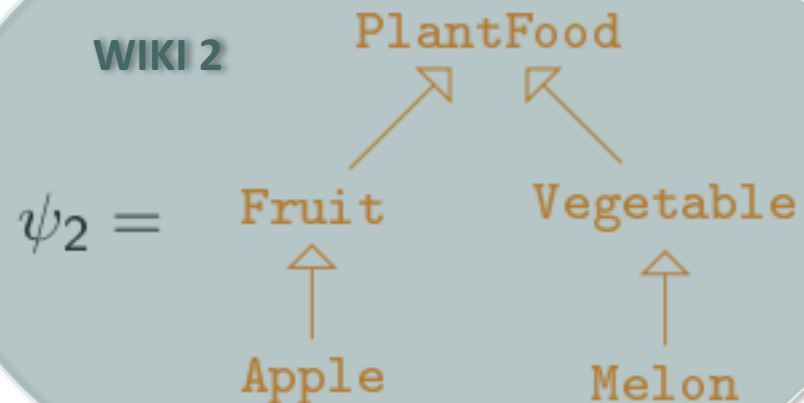 PlantFood
WIKI 2
Fruit
Vegetable
ψ₂ =
Apple
Melon